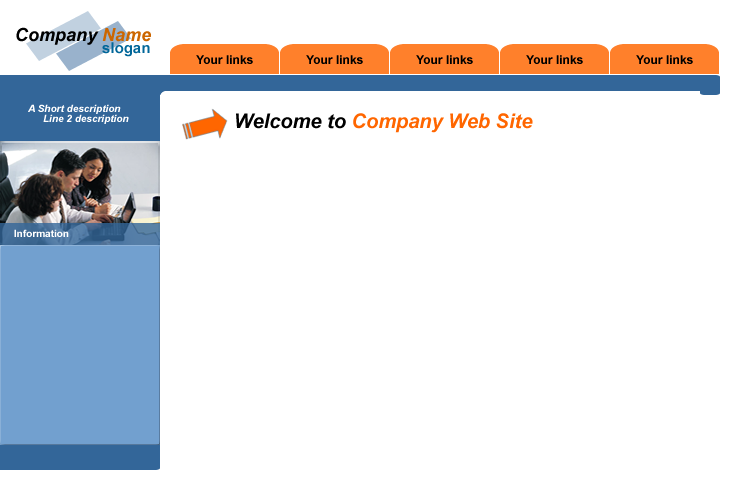 Company Name
slogan
Your links
Your links
Your links
Your links
Your links
A Short description
Line 2 description
Welcome to Company Web Site
Information